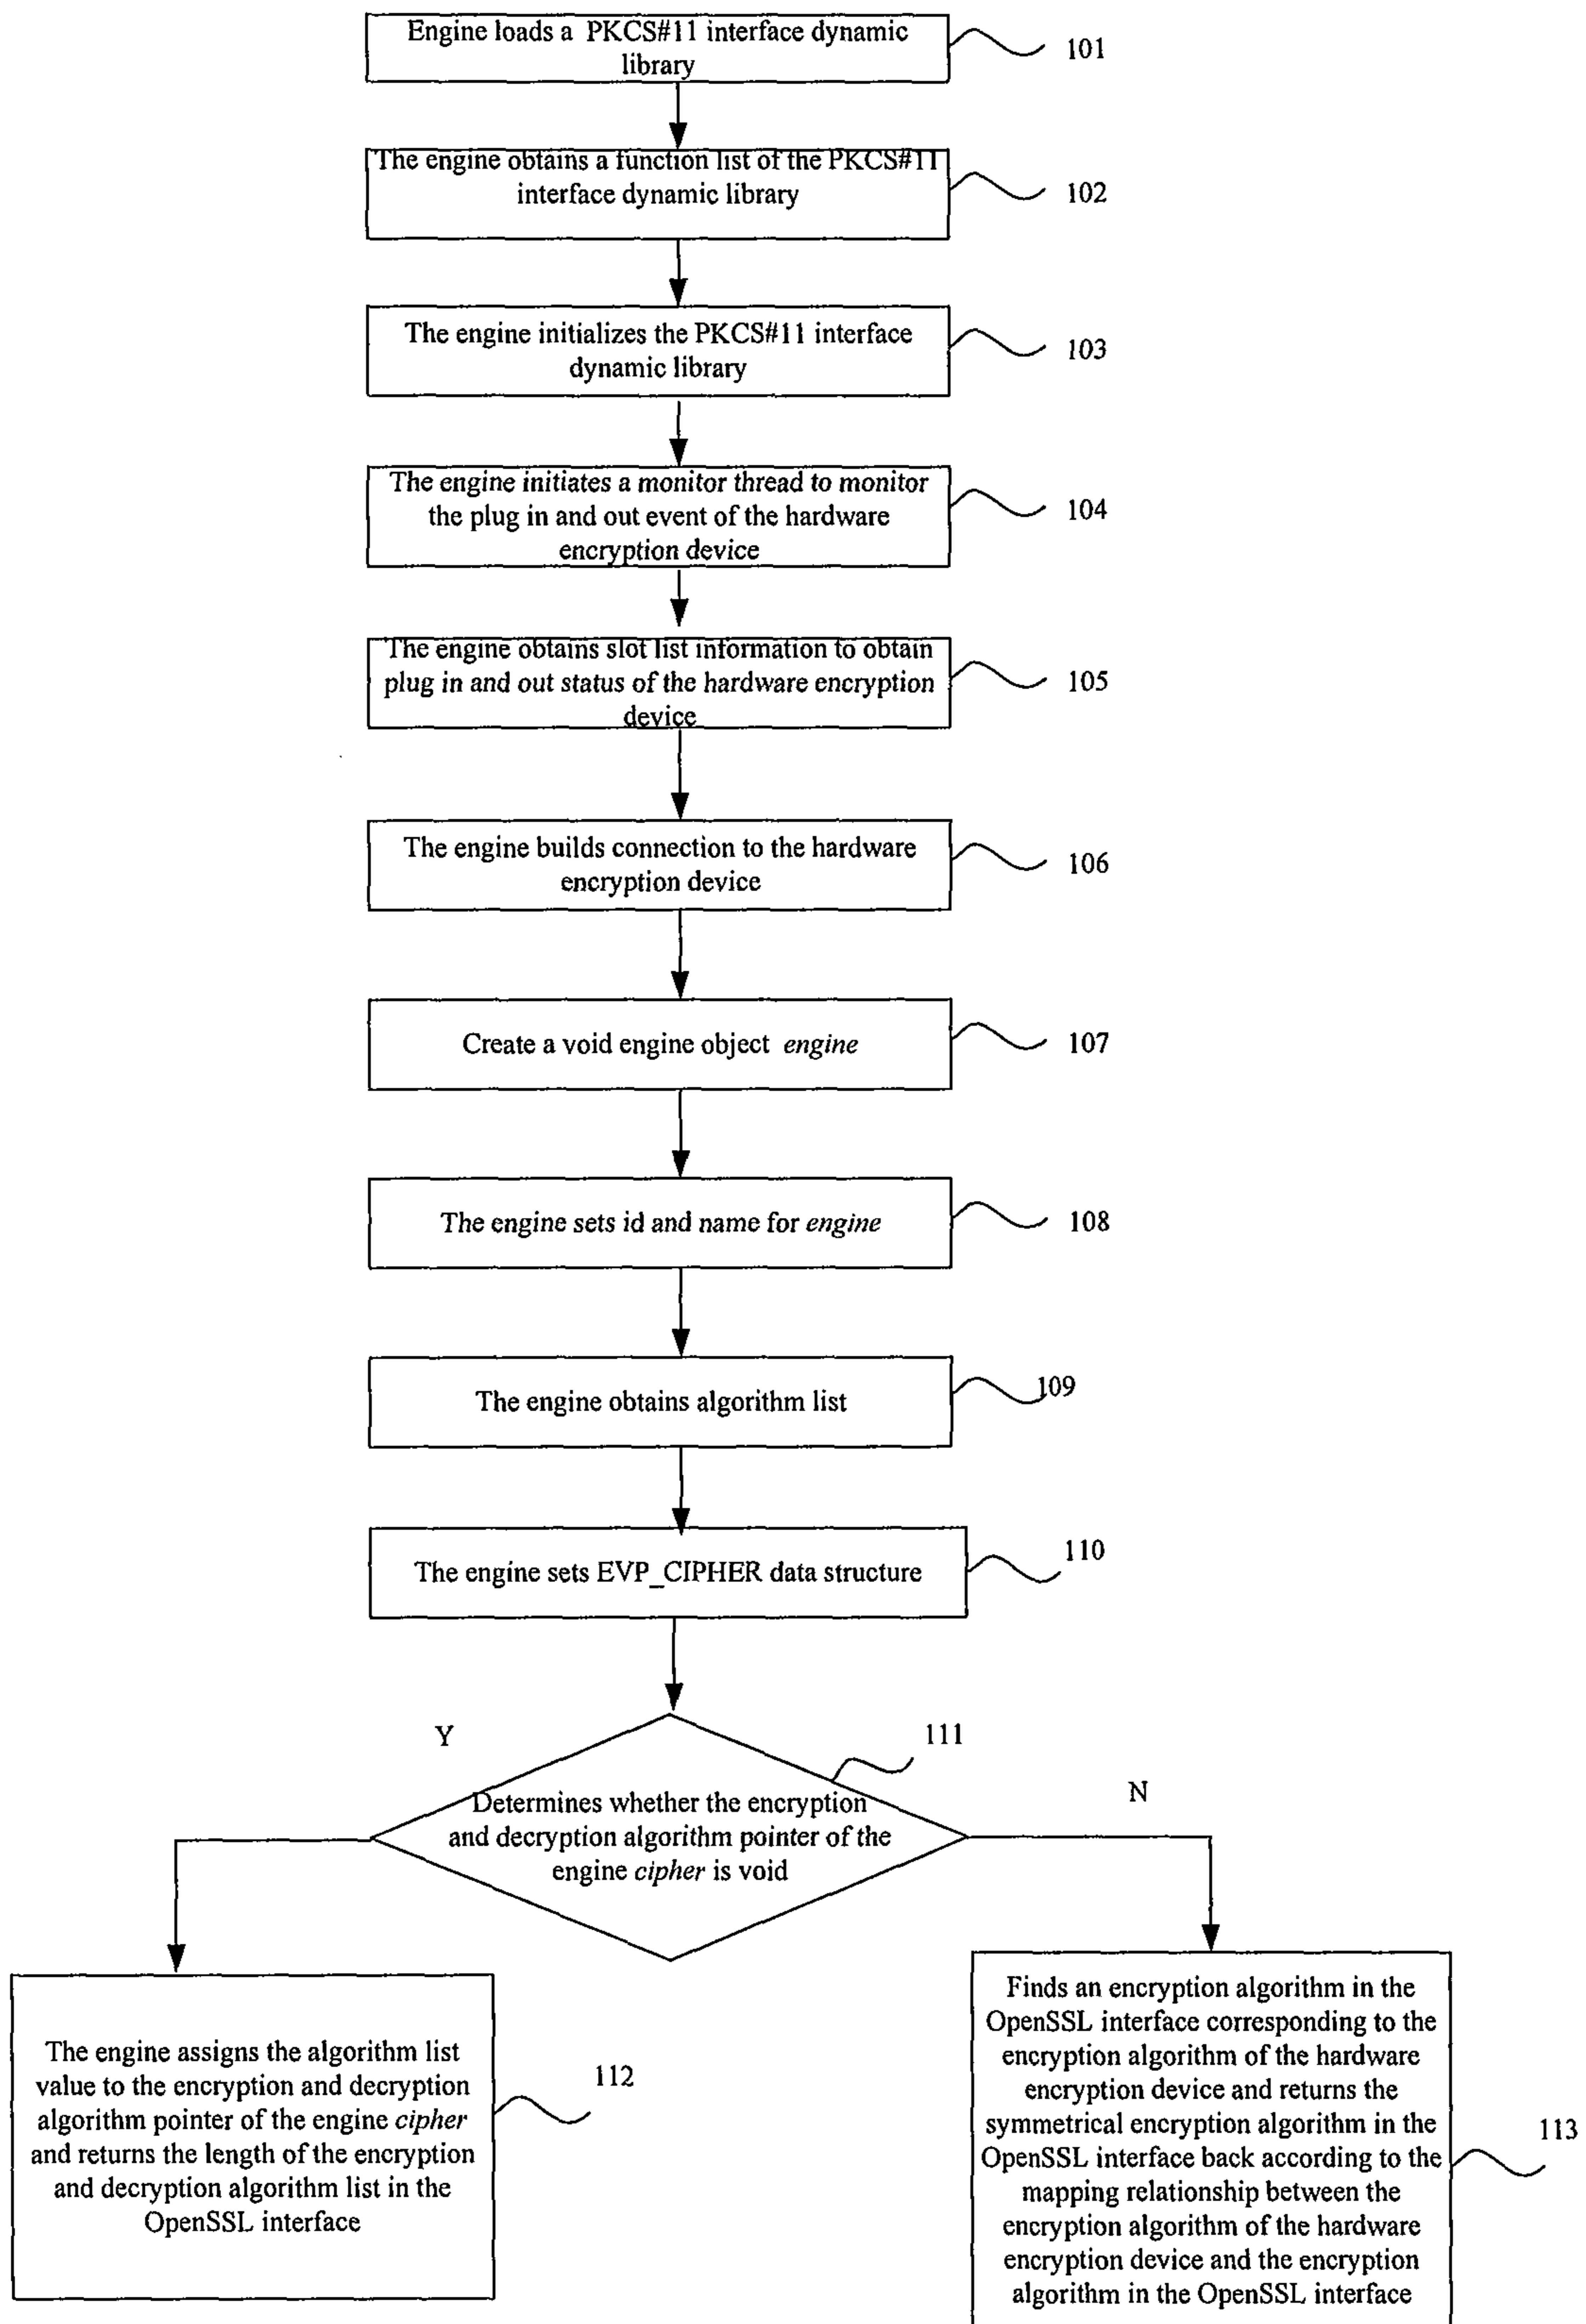 Engine loads a PKCS#11 interface dynamic
library
101
The engine obtains a function list of the PKCS#11
interface dynamic library
102
The engine initializes the PKCS#11 interface
dynamic library
103
The engine initiates a monitor thread to monitor
the plug in and out event of the hardware
encryption device
104
The engine obtains slot list information to obtain
plug in and out status of the hardware encryption
device
105
The engine builds connection to the hardware
encryption device
106
Create a void engine object engine
107
The engine sets id and name for engine
108
The engine obtains algorithm list
109
The engine sets EVP_CIPHER data structure
110
Y
111
N
Determines whether the encryption
and decryption algorithm pointer of the
engine cipher is void
The engine assigns the algorithm list
value to the encryption and decryption
algorithm pointer of the engine cipher
and returns the length of the encryption
and decryption algorithm list in the
OpenSSL interface
112
Finds an encryption algorithm in the
OpenSSL interface corresponding to the
encryption algorithm of the hardware
encryption device and returns the
symmetrical encryption algorithm in the
OpenSSL interface back according to the
mapping relationship between the
encryption algorithm of the hardware
encryption device and the encryption
algorithm in the OpenSSL interface
113